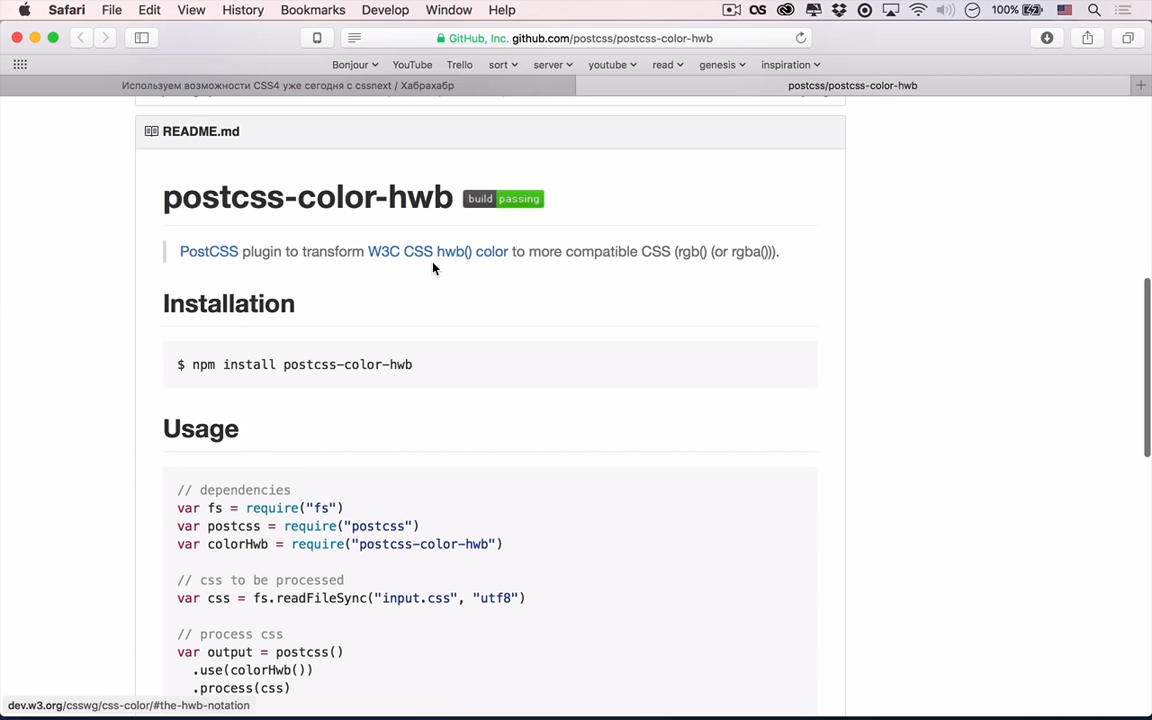 Safari File Edit View History Bookmarks Develop Window Help 100%
GitHub, Inc. github.com/postcss/postcss-color-hwb
Bonjour YouTube Trello sort server youtube read genesis inspiration
Используем возможности CSS4 уже сегодня с cssnext / Хабрахабр postcss/postcss-color-hwb
README.md
postcss-color-hwb build passing
PostCSS plugin to transform W3C CSS hwb() color to more compatible CSS (rgb() (or rgba())).
Installation
$ npm install postcss-color-hwb
Usage
// dependencies
var fs = require("fs")
var postcss = require("postcss")
var colorHwb = require("postcss-color-hwb")
// css to be processed
var css = fs.readFileSync("input.css", "utf8")
// process css
var output = postcss()
.use(colorHwb())
.process(css)
dev.w3.org/csswg/css-color/#the-hwb-notation